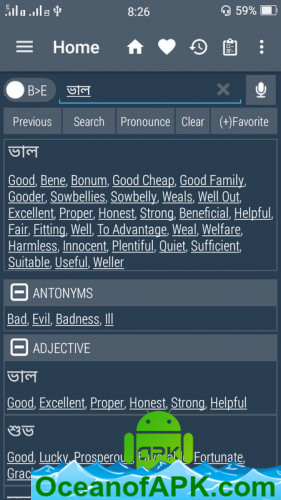 8:26 59%
Home
B>E ভাল
Previous Search Pronounce Clear (+)Favorite
ভাল
Good, Bene, Bonum, Good Cheap, Good Family,
Gooder, Sowbellies, Sowbelly, Weals, Well Out,
Excellent, Proper, Honest, Strong, Beneficial, Helpful,
Fair, Fitting, Well, To Advantage, Weal, Welfare,
Harmless, Innocent, Plentiful, Quiet, Sufficient,
Suitable, Useful, Weller
ANTONYMS
Bad, Evil, Badness, Ill
ADJECTIVE
ভাল
Good, Excellent, Proper, Honest, Strong, Helpful
শুভ
Good, Lucky, Prosperous, Fortunate,
APK
OceanofAPK.com